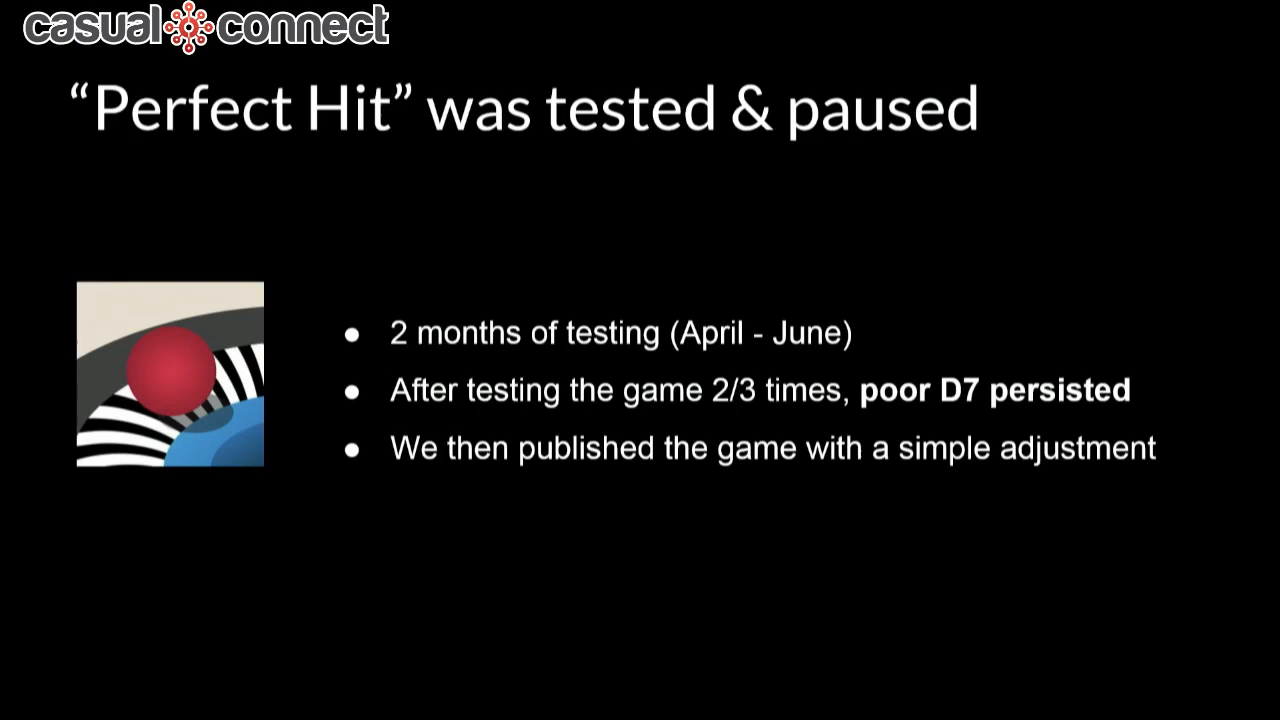 casual connect
“Perfect Hit” was tested & paused
● 2 months of testing (April - June)
● After testing the game 2/3 times, poor D7 persisted
● We then published the game with a simple adjustment